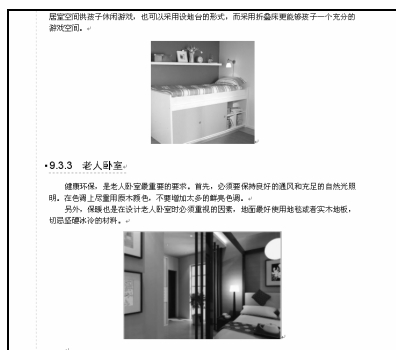 居室空间供孩子休闲游戏，也可以采用设地台的形式，而采用折叠床更能够孩子一个充分的
游戏空间。
9.3.3 老人卧室
健康环保，是老人卧室最重要的要求。首先，必须要保持良好的通风和充足的自然光照
明。在色调上尽量用原木颜色，不要增加太多的鲜亮色调。
另外，保暖也是在设计老人卧室时必须重视的因素，地面最好使用地毯或者实木地板，
切忌坚硬冰冷的材料。